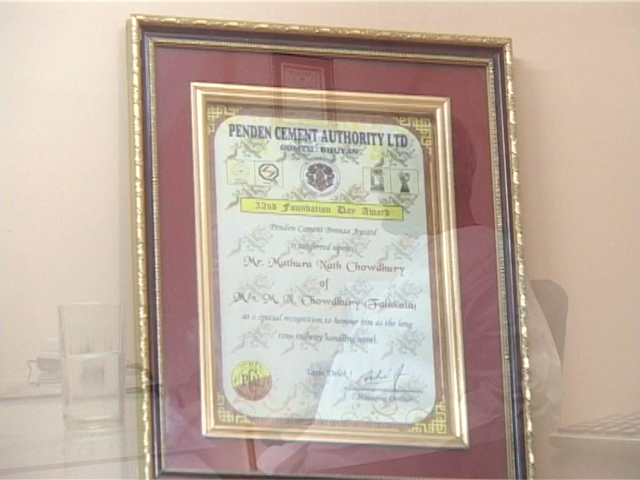 PENDEN CEMENT AUTHORITY LTD
GOMTU: BHUTAN
32nd Foundation Day Award
Penden Cement Bronze Award
is conferred upon
Mr. Mathura Nath Chowdhury
of
M/s. M. N. Chowdhury (Falakata)
as a special recognition to honour him as the long
time railway handling agent.
Tashi Delek!
Managing Director